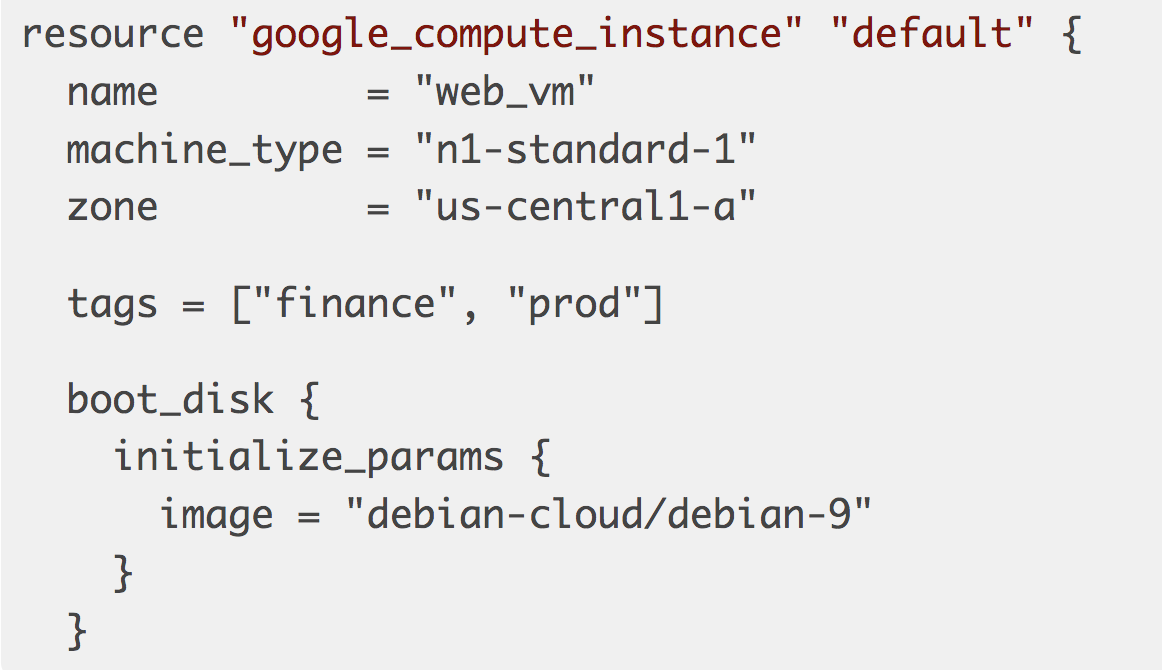 resource "google_compute_instance" "default" {
  name         = "web_vm"
  machine_type = "n1-standard-1"
  zone         = "us-central1-a"

  tags = ["finance", "prod"]

  boot_disk {
    initialize_params {
      image = "debian-cloud/debian-9"
    }
  }